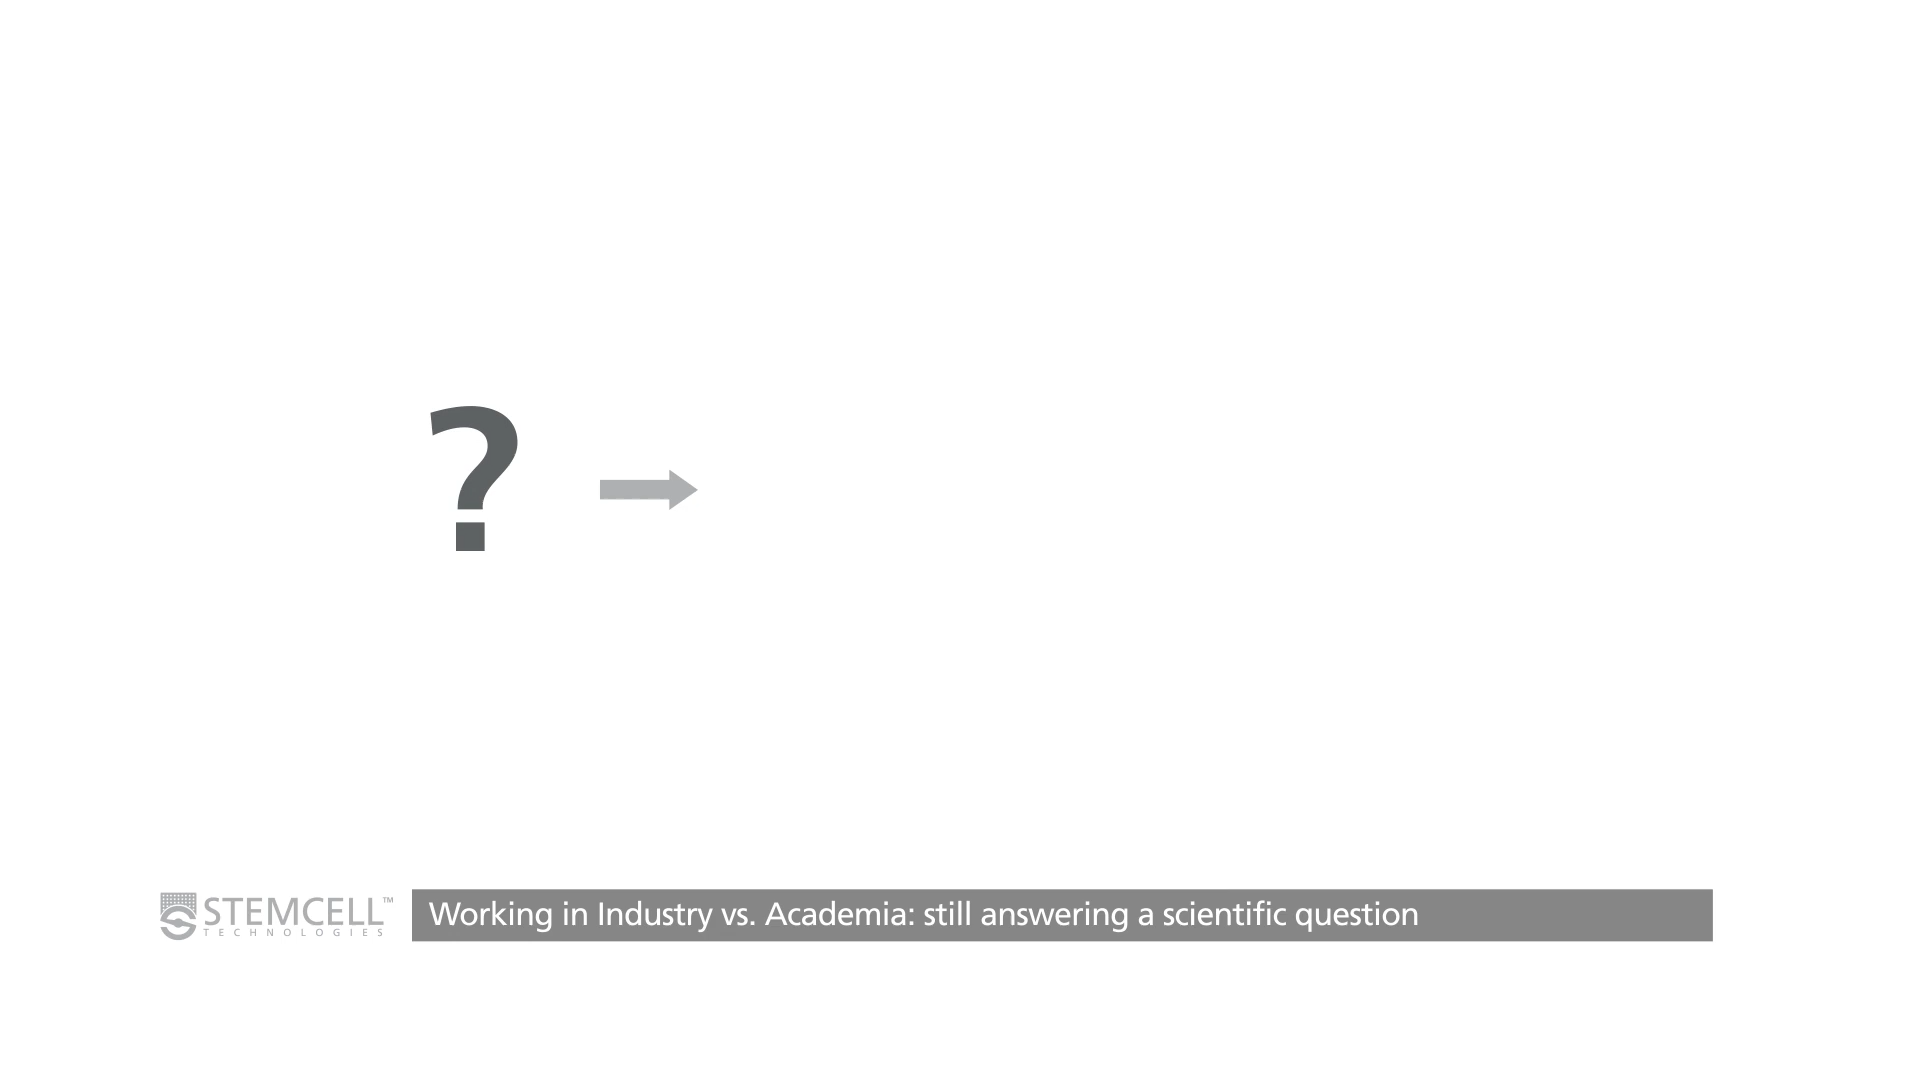 ?
STEMCELL™
TECHNOLOGIES
Working in Industry vs. Academia: still answering a scientific question